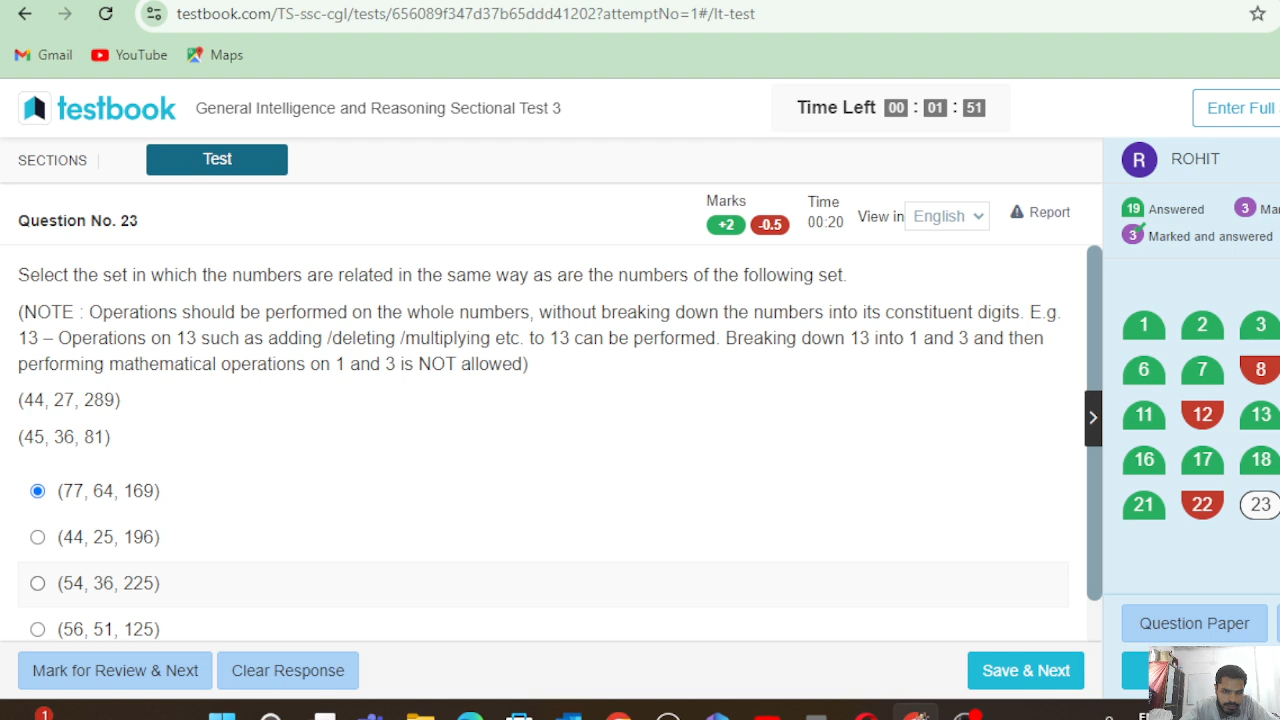 testbook.com/TS-ssc-cgl/tests/656089f347d37b65ddd41202?attemptNo=1#/lt-test
Gmail YouTube Maps
testbook General Intelligence and Reasoning Sectional Test 3 Time Left 00 : 01 : 51 Enter Full
SECTIONS Test R ROHIT
Question No. 23 Marks +2 -0.5 Time 00:20 View in English Report
19 Answered 3 Mar
3 Marked and answered
Select the set in which the numbers are related in the same way as are the numbers of the following set.
(NOTE : Operations should be performed on the whole numbers, without breaking down the numbers into its constituent digits. E.g.
13 – Operations on 13 such as adding /deleting /multiplying etc. to 13 can be performed. Breaking down 13 into 1 and 3 and then
performing mathematical operations on 1 and 3 is NOT allowed)
(44, 27, 289)
(45, 36, 81)
(77, 64, 169)
(44, 25, 196)
(54, 36, 225)
(56, 51, 125)
1 2 3
6 7 8
11 12 13
16 17 18
21 22 23
Question Paper
Mark for Review & Next Clear Response Save & Next
1